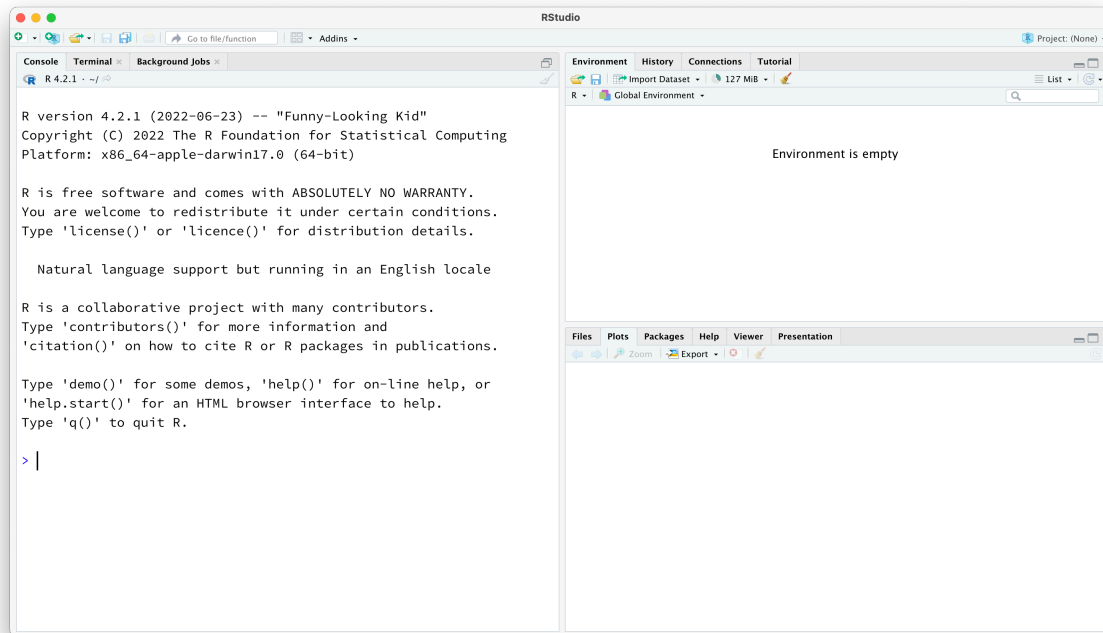 RStudio
Go to file/function
Addins
Project: (None)
Console Terminal Background Jobs
R 4.2.1 · ~/
R version 4.2.1 (2022-06-23) -- "Funny-Looking Kid"
Copyright (C) 2022 The R Foundation for Statistical Computing
Platform: x86_64-apple-darwin17.0 (64-bit)
R is free software and comes with ABSOLUTELY NO WARRANTY.
You are welcome to redistribute it under certain conditions.
Type 'license()' or 'licence()' for distribution details.
Natural language support but running in an English locale
R is a collaborative project with many contributors.
Type 'contributors()' for more information and
'citation()' on how to cite R or R packages in publications.
Type 'demo()' for some demos, 'help()' for on-line help, or
'help.start()' for an HTML browser interface to help.
Type 'q()' to quit R.
>
Environment History Connections Tutorial
Import Dataset 127 MiB List
R Global Environment
Environment is empty
Files Plots Packages Help Viewer Presentation
Zoom Export